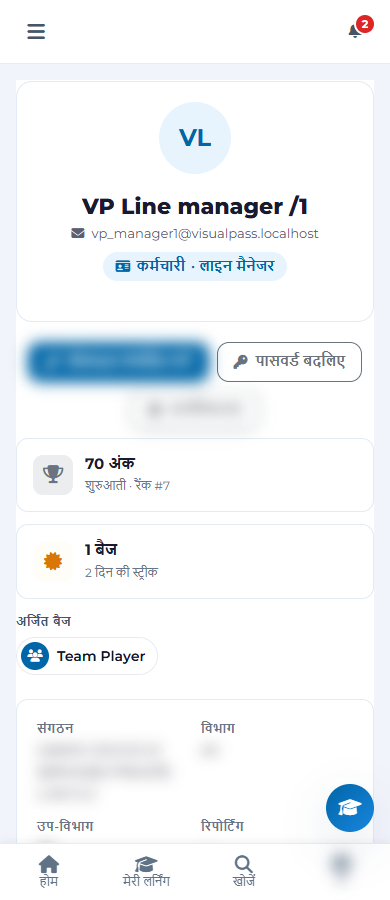 2
VL
VP Line manager /1
vp_manager1@visualpass.localhost
कर्मचारी · लाइन मैनेजर
पासवर्ड बदलिए
70 अंक
शुरुआती · रैंक #7
1 बैज
2 दिन की स्ट्रीक
अर्जित बैज
Team Player
संगठन
विभाग
उप-विभाग
रिपोर्टिंग
होम
मेरी लर्निंग
खोजें